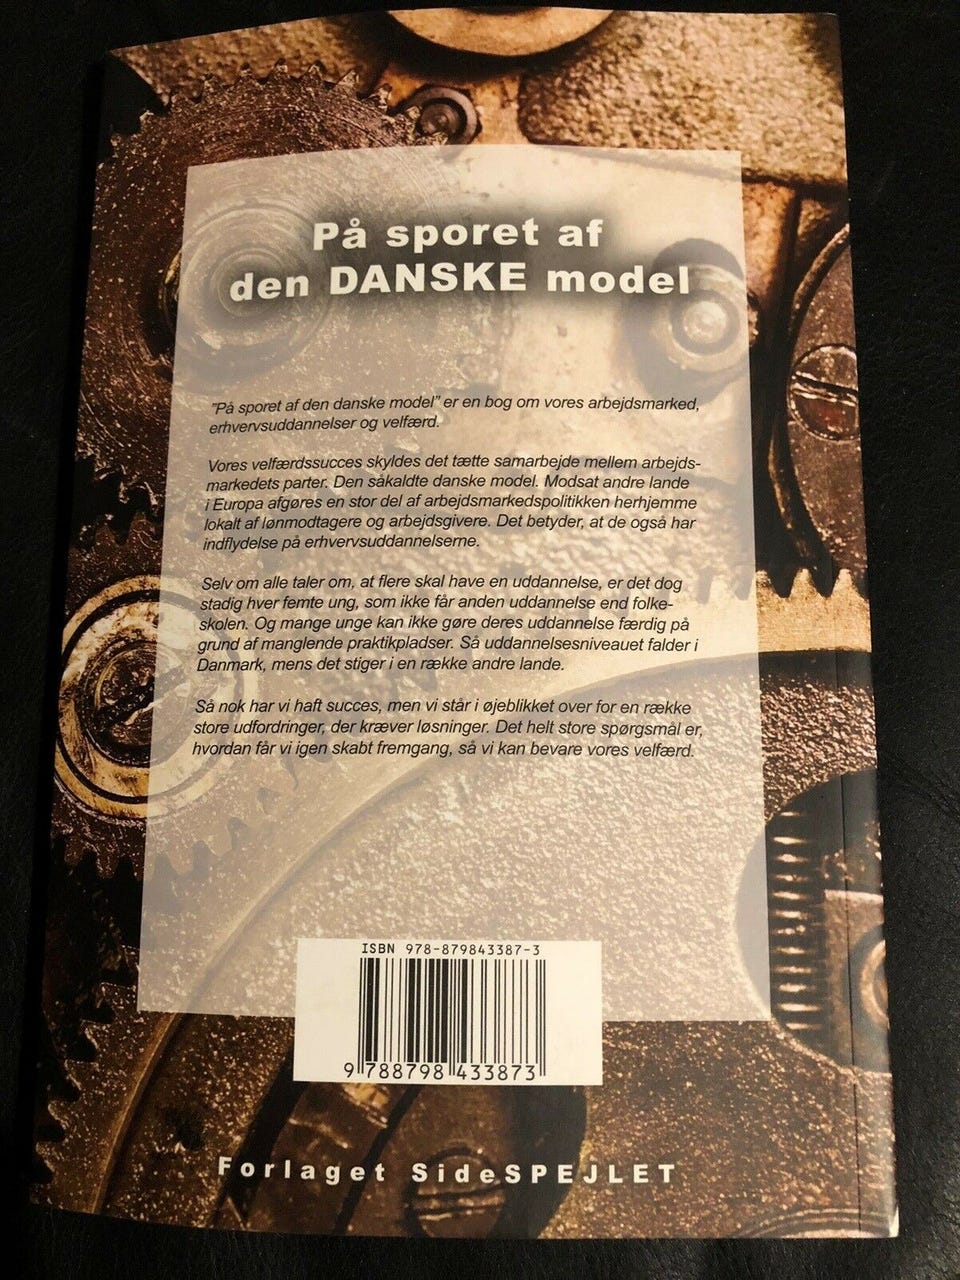 På sporet af
den DANSKE model
"På sporet af den danske model" er en bog om vores arbejdsmarked,
erhvervsuddannelser og velfærd.
Vores velfærdssucces skyldes det tætte samarbejde mellem arbejds-
markedets parter. Den såkaldte danske model. Modsat andre lande
i Europa afgøres en stor del af arbejdsmarkedspolitikken herhjemme
lokalt af lønmodtagere og arbejdsgivere. Det betyder, at de også har
indflydelse på erhvervsuddannelserne.
Selv om alle taler om, at flere skal have en uddannelse, er det dog
stadig hver femte ung, som ikke får anden uddannelse end folke-
skolen. Og mange unge kan ikke gøre deres uddannelse færdig på
grund af manglende praktikpladser. Så uddannelsesniveauet falder i
Danmark, mens det stiger i en række andre lande.
Så nok har vi haft succes, men vi står i øjeblikket over for en række
store udfordringer, der kræver løsninger. Det helt store spørgsmål er,
hvordan får vi igen skabt fremgang, så vi kan bevare vores velfærd.
ISBN 978-879843387-3
9 788798 433873
Forlaget SideSPEJLET